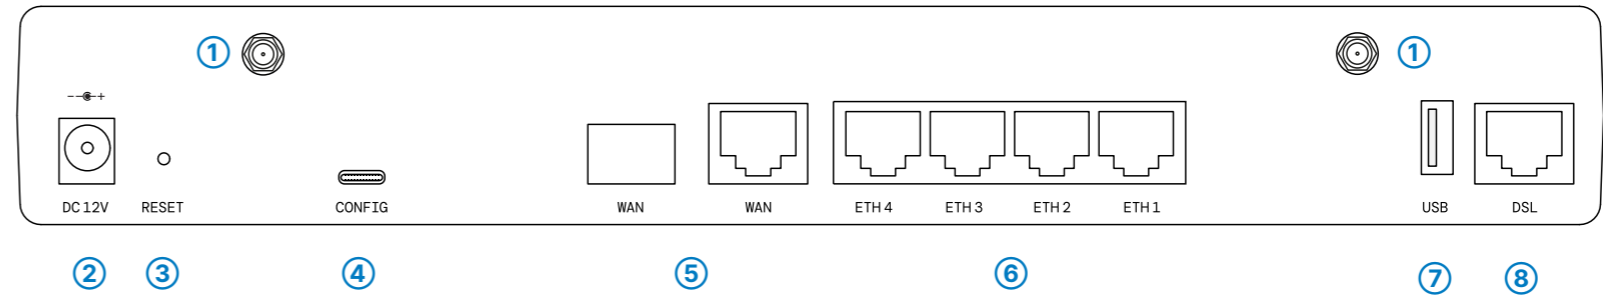 ① ①
DC 12V RESET CONFIG WAN WAN ETH 4 ETH 3 ETH 2 ETH 1 USB DSL
② ③ ④ ⑤ ⑥ ⑦ ⑧